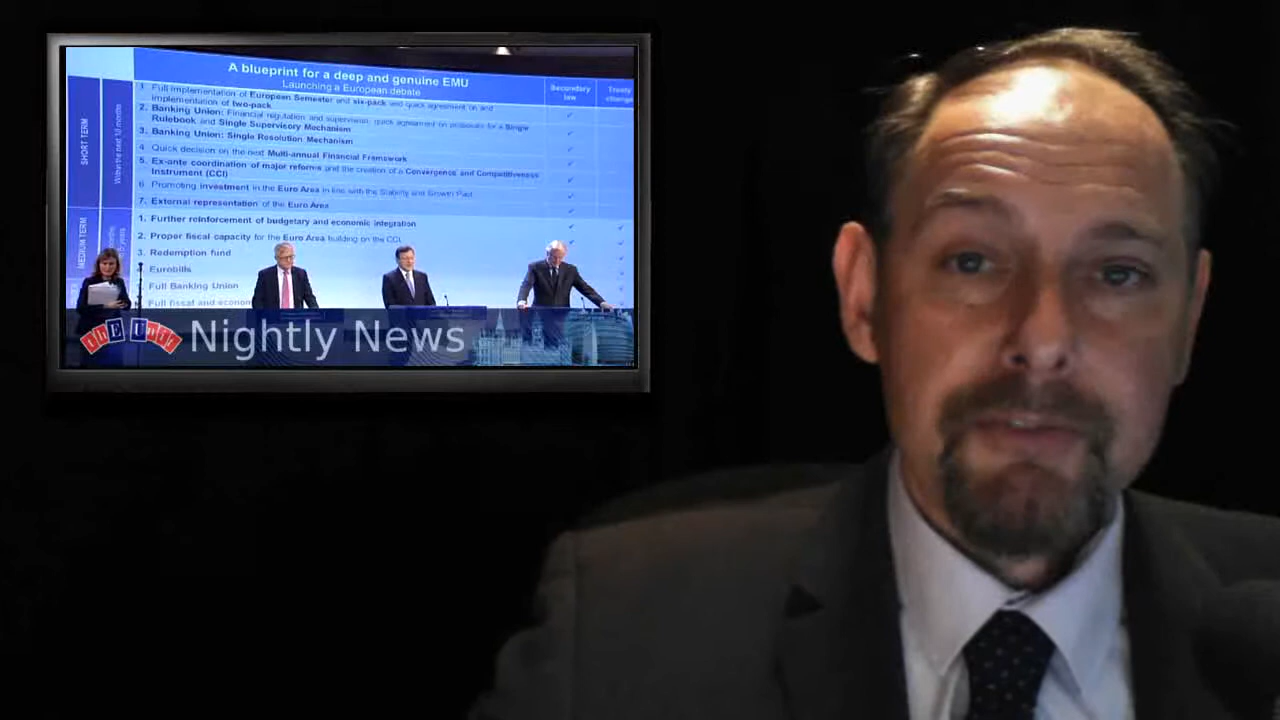 A blueprint for a deep and genuine EMU
Launching a European debate
Secondary law
Treaty change
SHORT TERM
Within the next
1. Full implementation of European Semester and six-pack and quick agreement on and
implementation of two-pack
2. Banking Union: Financial regulation and supervision: quick agreement on proposals for a Single
Rulebook and Single Supervisory Mechanism
3. Banking Union: Single Resolution Mechanism
4. Quick decision on the next Multi-annual Financial Framework
5. Ex-ante coordination of major reforms and the creation of a Convergence and Competitiveness
Instrument (CCI)
6. Promoting investment in the Euro Area in line with the Stability and Growth Pact
7. External representation of the Euro Area
MEDIUM TERM
1. Further reinforcement of budgetary and economic integration
2. Proper fiscal capacity for the Euro Area building on the CCI
3. Redemption fund
4. Eurobills
Full Banking Union
Full fiscal and econom
thE Unit
Nightly News